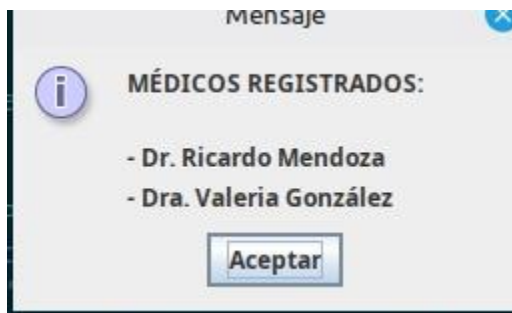 Mensaje
MÉDICOS REGISTRADOS:
- Dr. Ricardo Mendoza
- Dra. Valeria González
Aceptar